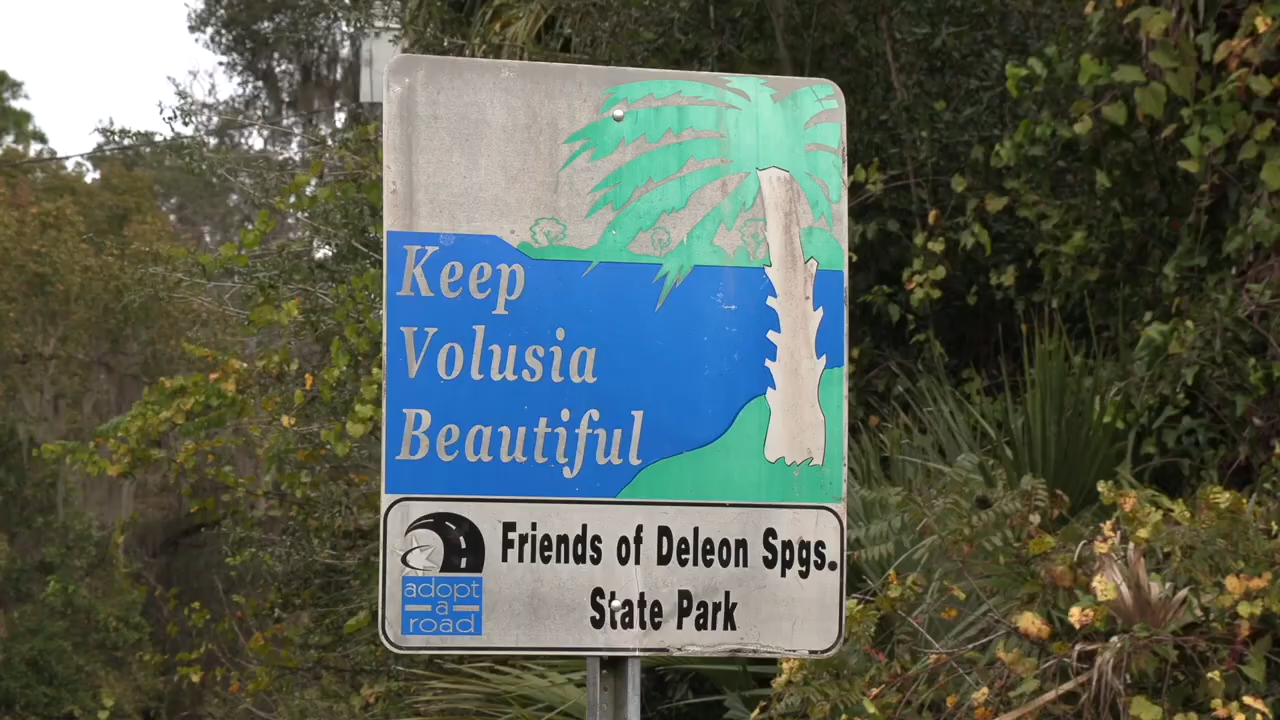 Keep
Volusia
Beautiful
Friends of Deleon Spgs.
State Park
adopt
a
road